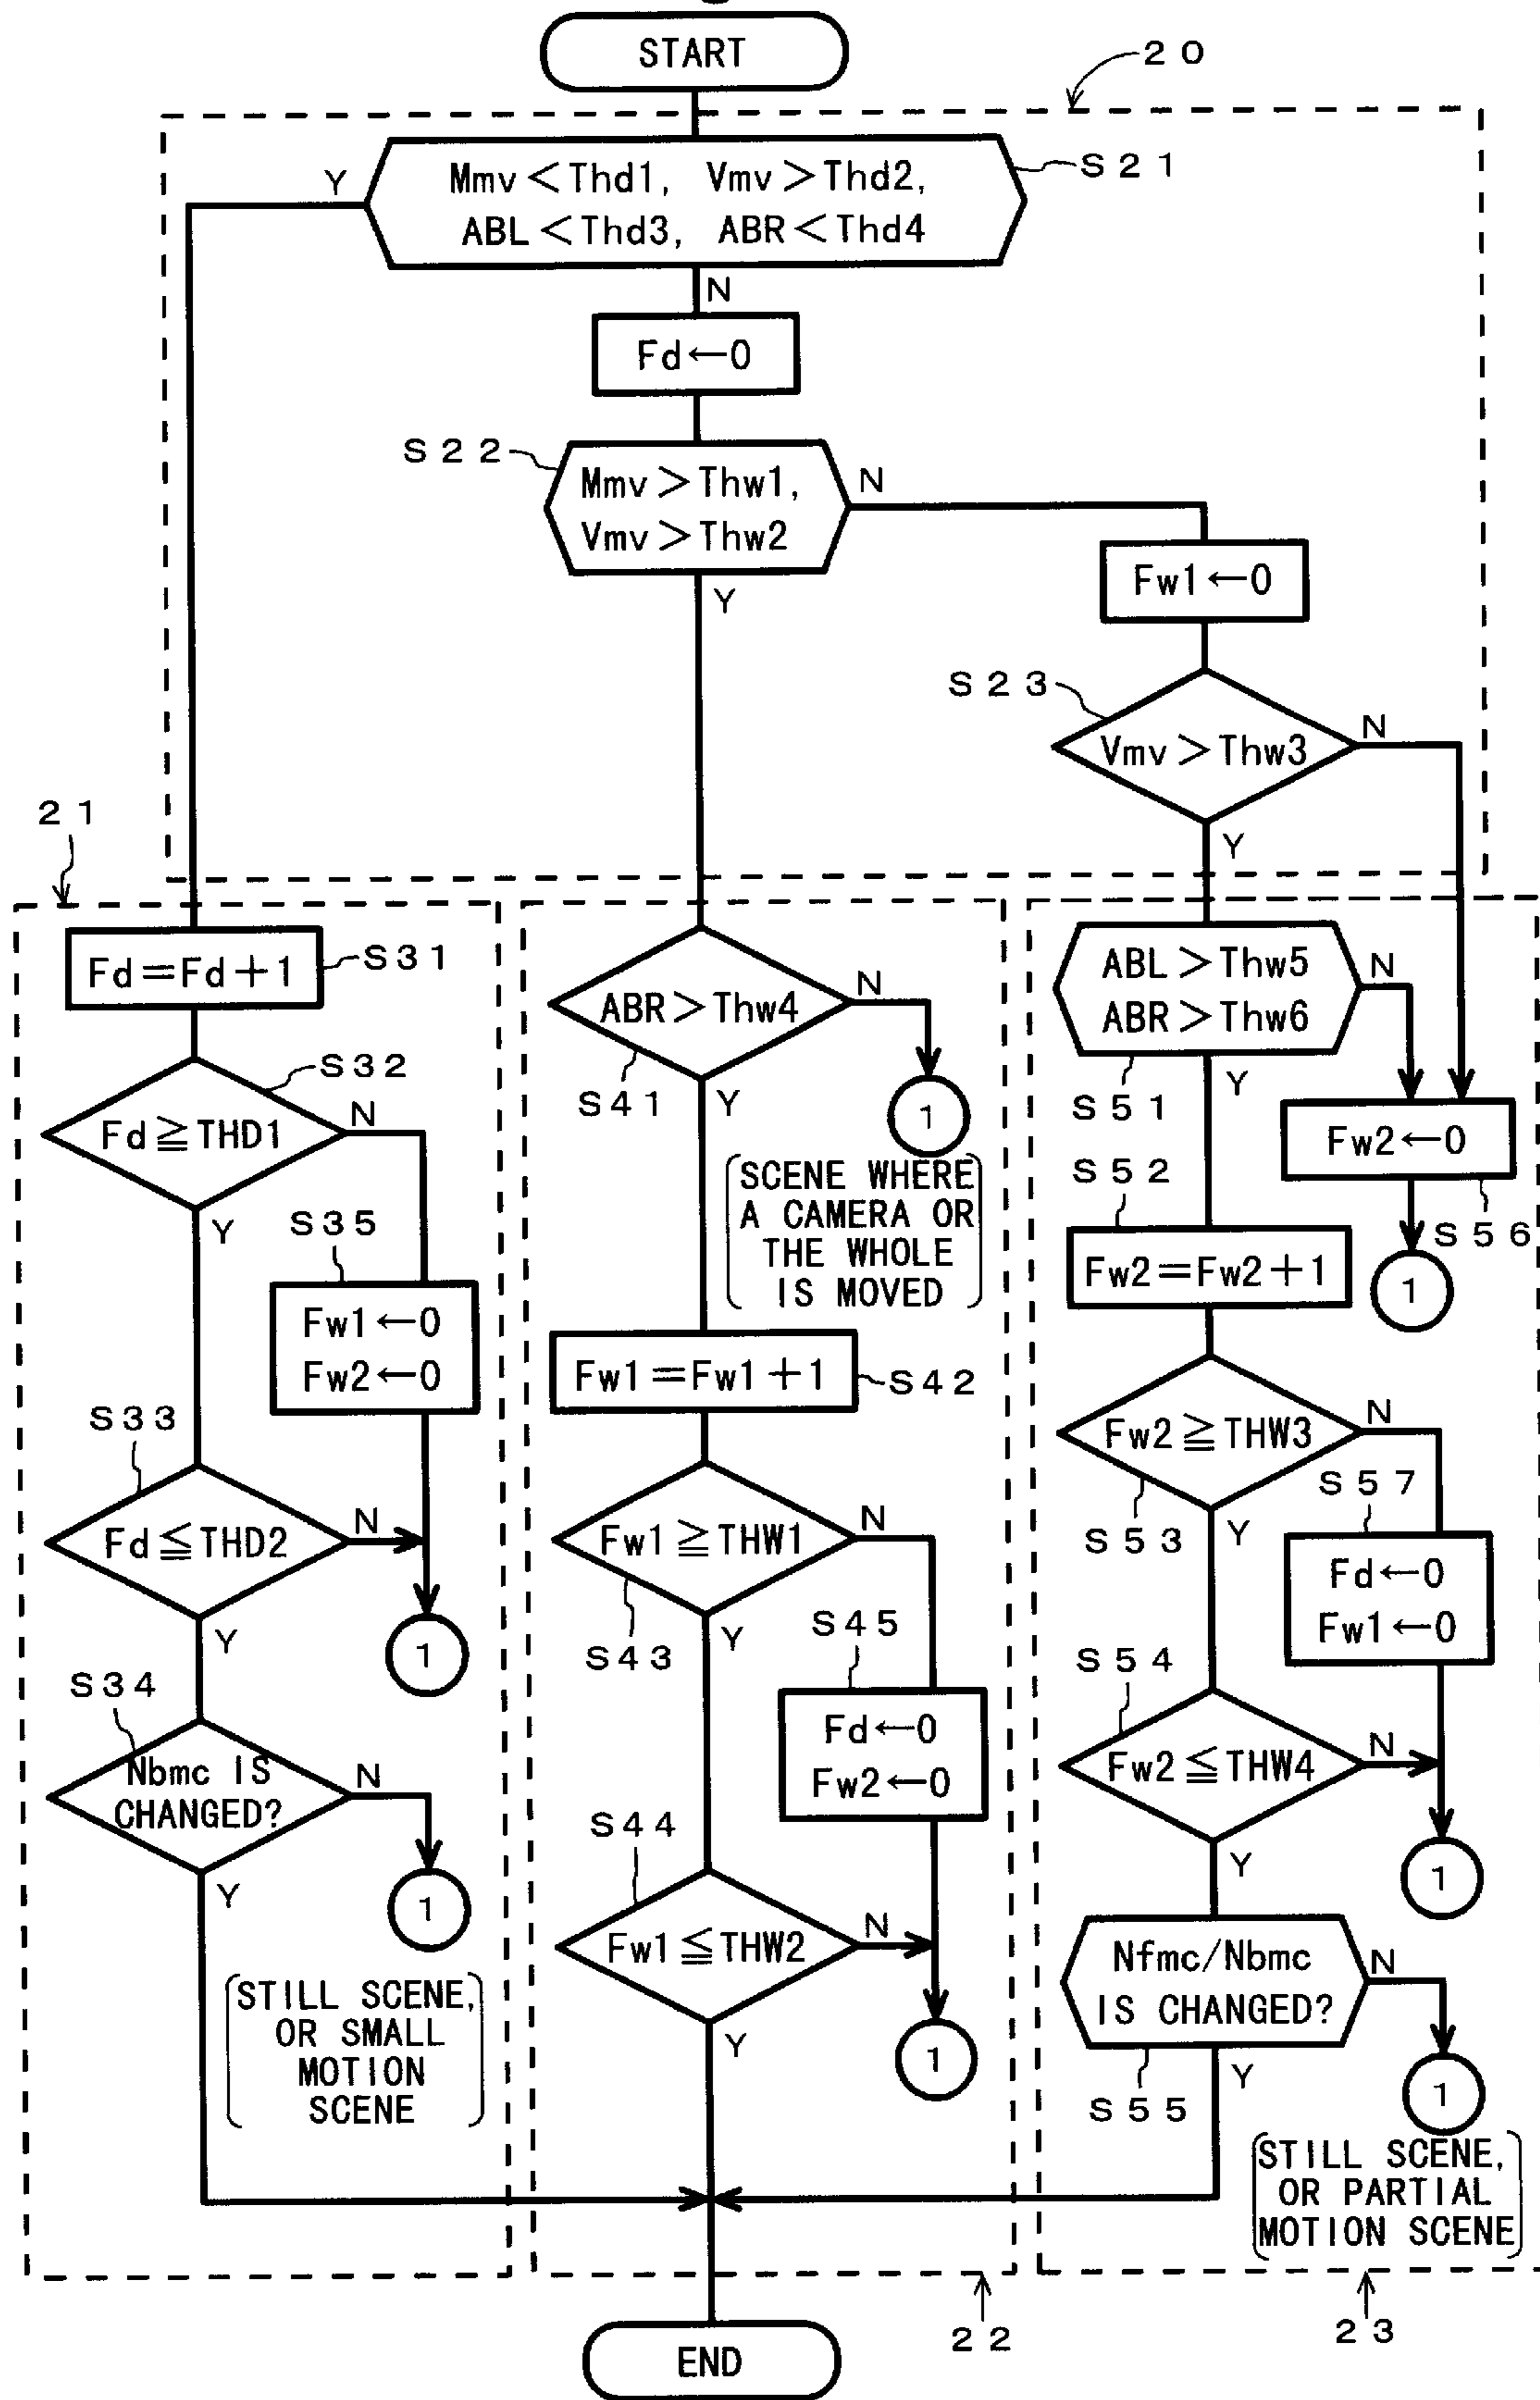 START
20
Mmv＜Thd1, Vmv＞Thd2,
ABL＜Thd3, ABR＜Thd4
S21
Y
N
Fd←0
S22
Mmv＞Thw1,
Vmv＞Thw2
N
Y
Fw1←0
S23
Vmv＞Thw3
N
Y
21
Fd＝Fd＋1
S31
S32
Fd≧THD1
N
Y
S35
Fw1←0
Fw2←0
S33
Fd≦THD2
N
Y
1
S34
Nbmc IS
CHANGED?
N
Y
1
STILL SCENE,
OR SMALL
MOTION
SCENE
ABR＞Thw4
N
S41
Y
1
SCENE WHERE
A CAMERA OR
THE WHOLE
IS MOVED
Fw1＝Fw1＋1
S42
Fw1≧THW1
N
S43
Y
S45
Fd←0
Fw2←0
S44
Fw1≦THW2
N
Y
1
22
ABL＞Thw5
ABR＞Thw6
N
S51
Y
Fw2←0
S56
1
S52
Fw2＝Fw2＋1
Fw2≧THW3
N
S53
Y
S57
Fd←0
Fw1←0
S54
Fw2≦THW4
N
Y
1
Nfmc/Nbmc
IS CHANGED?
N
S55
Y
1
STILL SCENE,
OR PARTIAL
MOTION SCENE
23
END